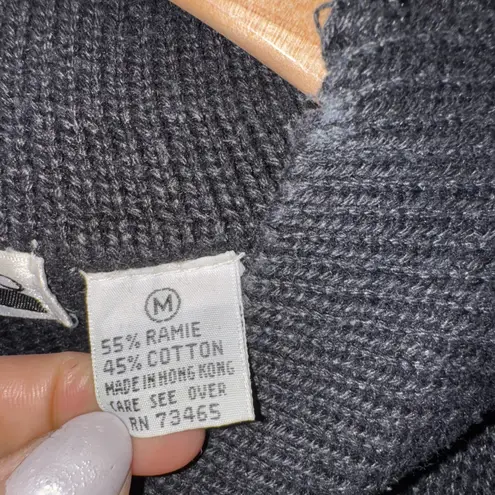 M
55% RAMIE
45% COTTON
MADE IN HONG KONG
CARE SEE OVER
RN 73465